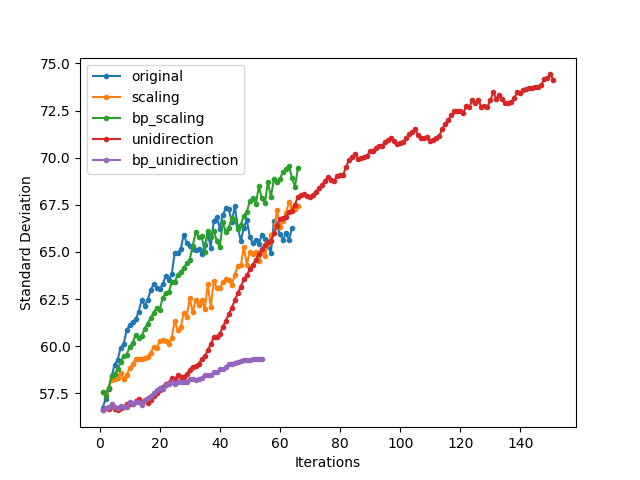 75.0
72.5
70.0
67.5
65.0
62.5
60.0
57.5
Standard Deviation
original
scaling
bp_scaling
unidirection
bp_unidirection
0 20 40 60 80 100 120 140
Iterations